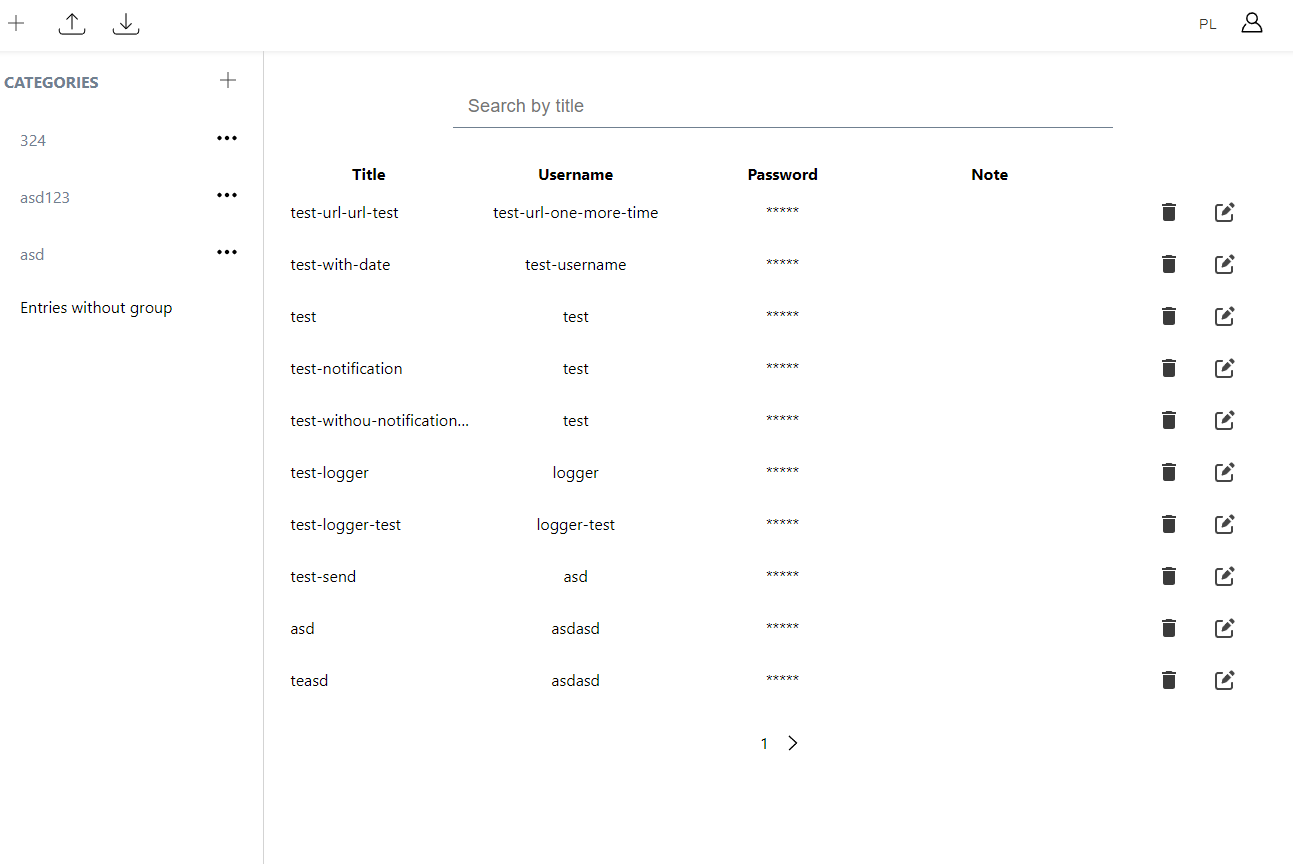 PL
CATEGORIES
Search by title
324
asd123
asd
Entries without group
Title Username Password Note
test-url-url-test test-url-one-more-time *****
test-with-date test-username *****
test test *****
test-notification test *****
test-withou-notification... test *****
test-logger logger *****
test-logger-test logger-test *****
test-send asd *****
asd asdasd *****
teasd asdasd *****
1